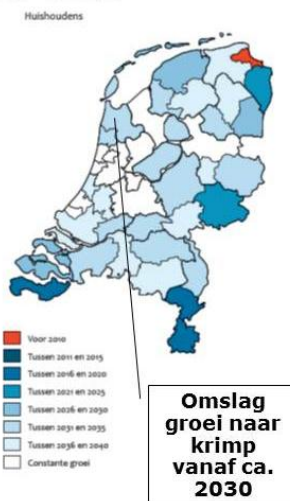 Huishoudens
Voor 2010
Tussen 2011 en 2015
Tussen 2016 en 2020
Tussen 2021 en 2025
Tussen 2026 en 2030
Tussen 2031 en 2035
Tussen 2036 en 2040
Constante groei
Omslag
groei naar
krimp
vanaf ca.
2030